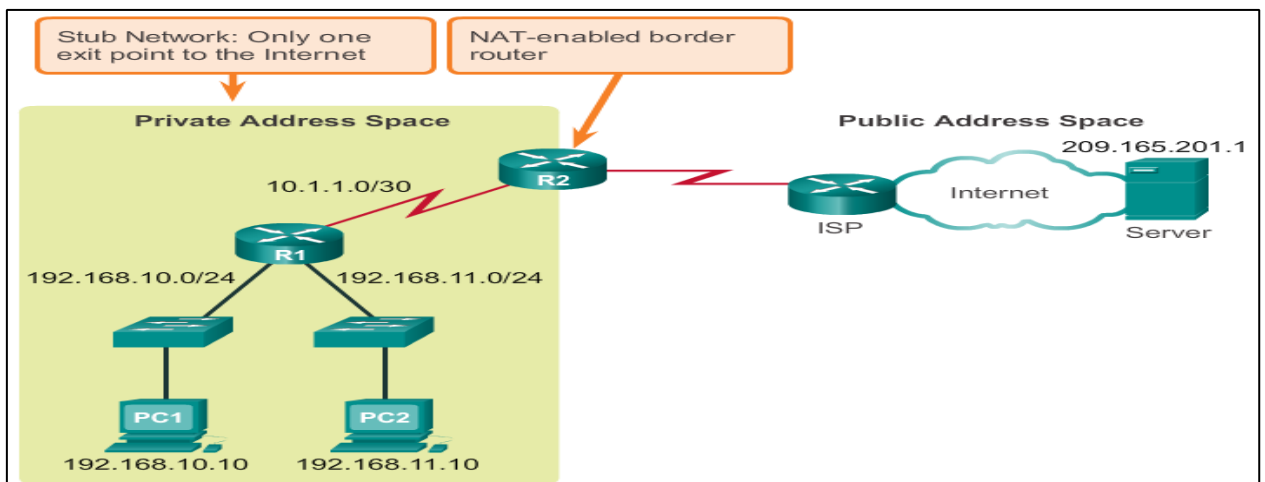 Stub Network: Only one
exit point to the Internet
NAT-enabled border
router
Private Address Space
Public Address Space
209.165.201.1
10.1.1.0/30
R2
Internet
ISP
Server
R1
192.168.10.0/24
192.168.11.0/24
PC1
PC2
192.168.10.10
192.168.11.10